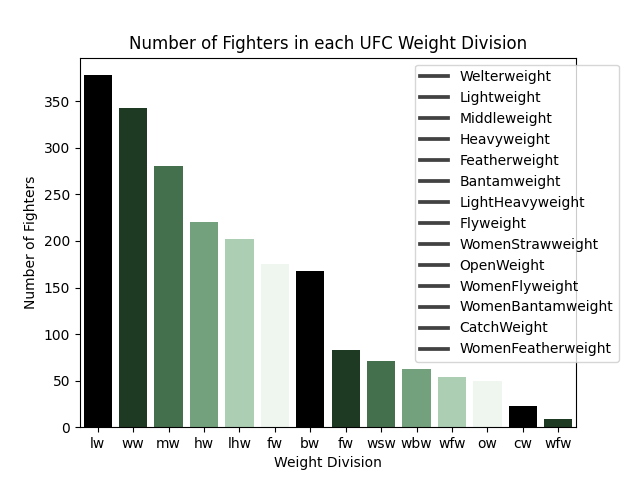 Number of Fighters in each UFC Weight Division
Number of Fighters
350
300
250
200
150
100
50
0
Welterweight
Lightweight
Middleweight
Heavyweight
Featherweight
Bantamweight
LightHeavyweight
Flyweight
WomenStrawweight
OpenWeight
WomenFlyweight
WomenBantamweight
CatchWeight
WomenFeatherweight
lw ww mw hw lhw fw bw fw wsw wbw wfw ow cw wfw
Weight Division